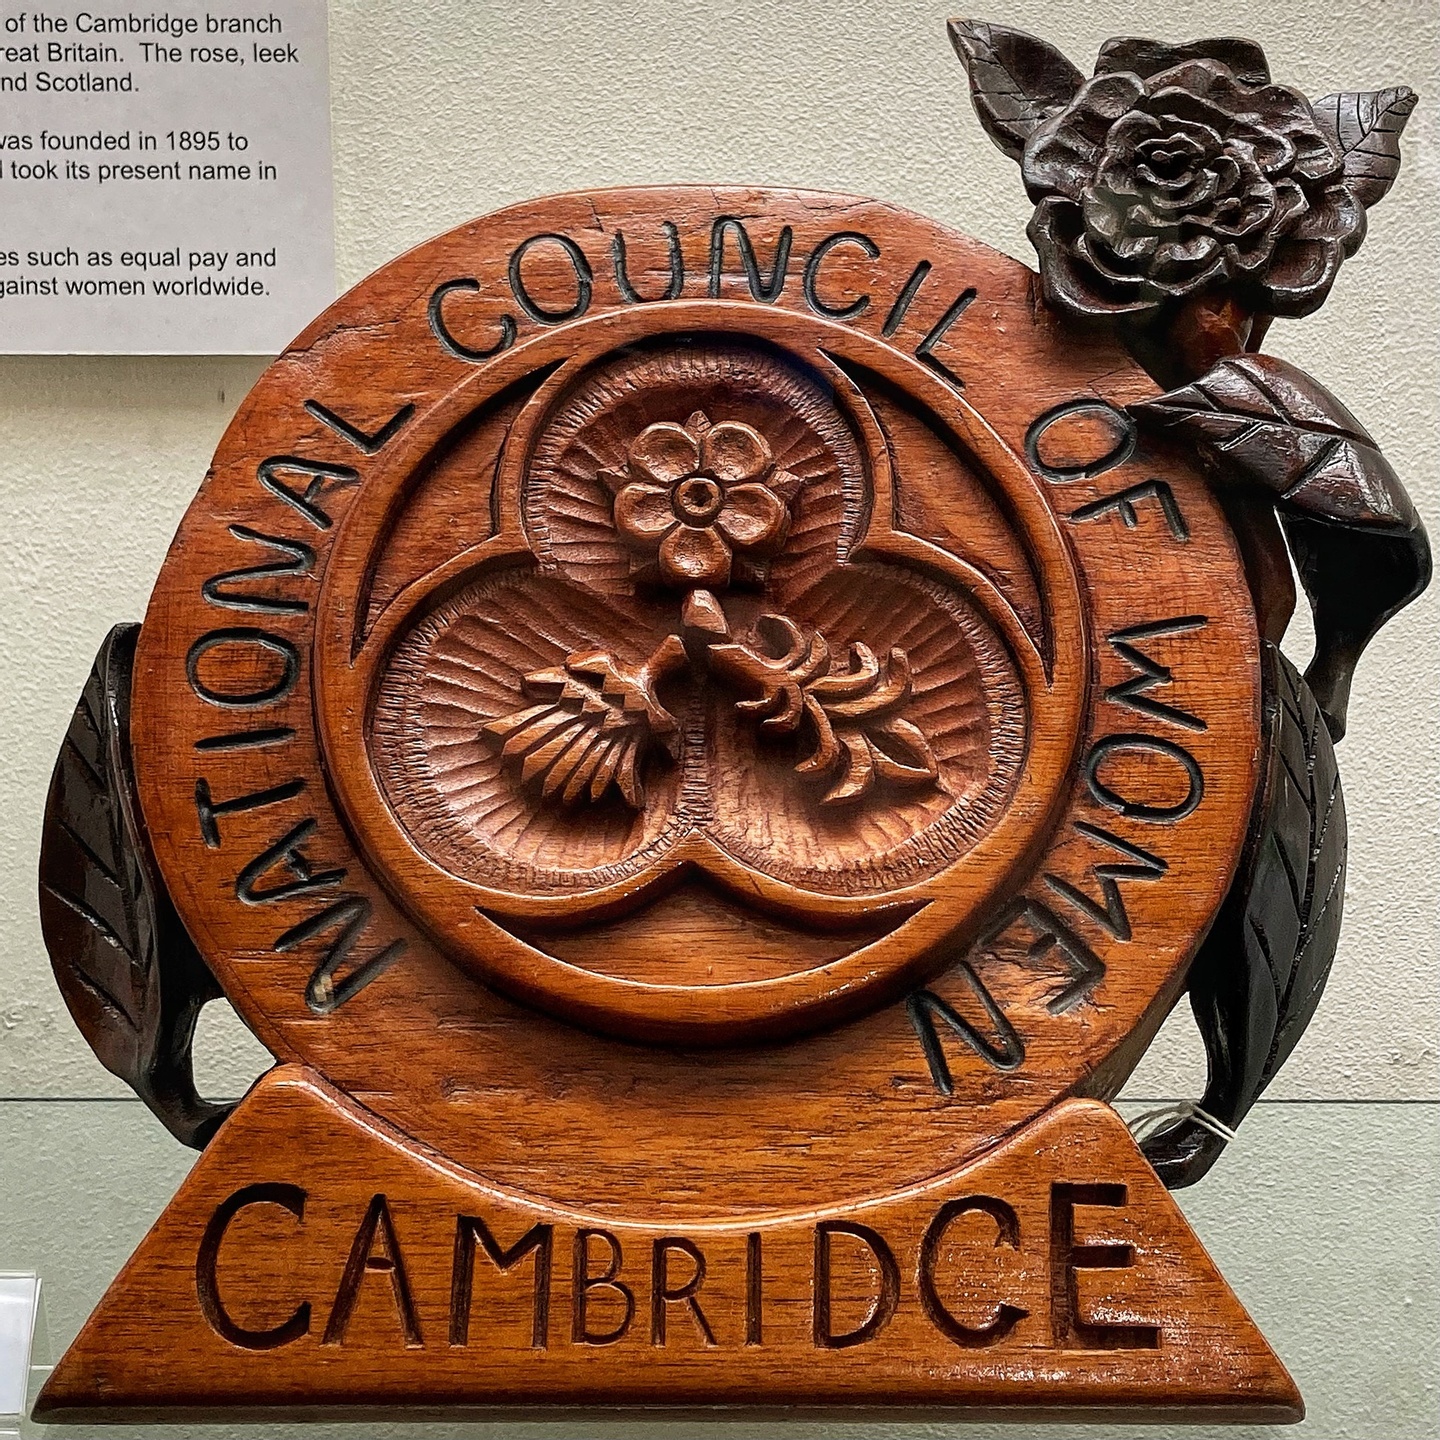 of the Cambridge branch
reat Britain. The rose, leek
nd Scotland.
was founded in 1895 to
took its present name in
es such as equal pay and
gainst women worldwide.
NATIONAL COUNCIL OF WOMEN
CAMBRIDGE